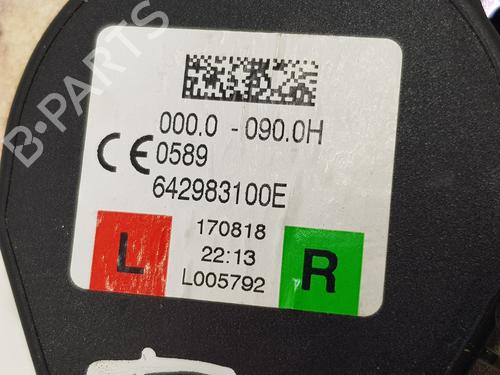 B-PARTS
000.0 - 090.0H
CE 0589
642983100E
L
170818
22:13
L005792
R